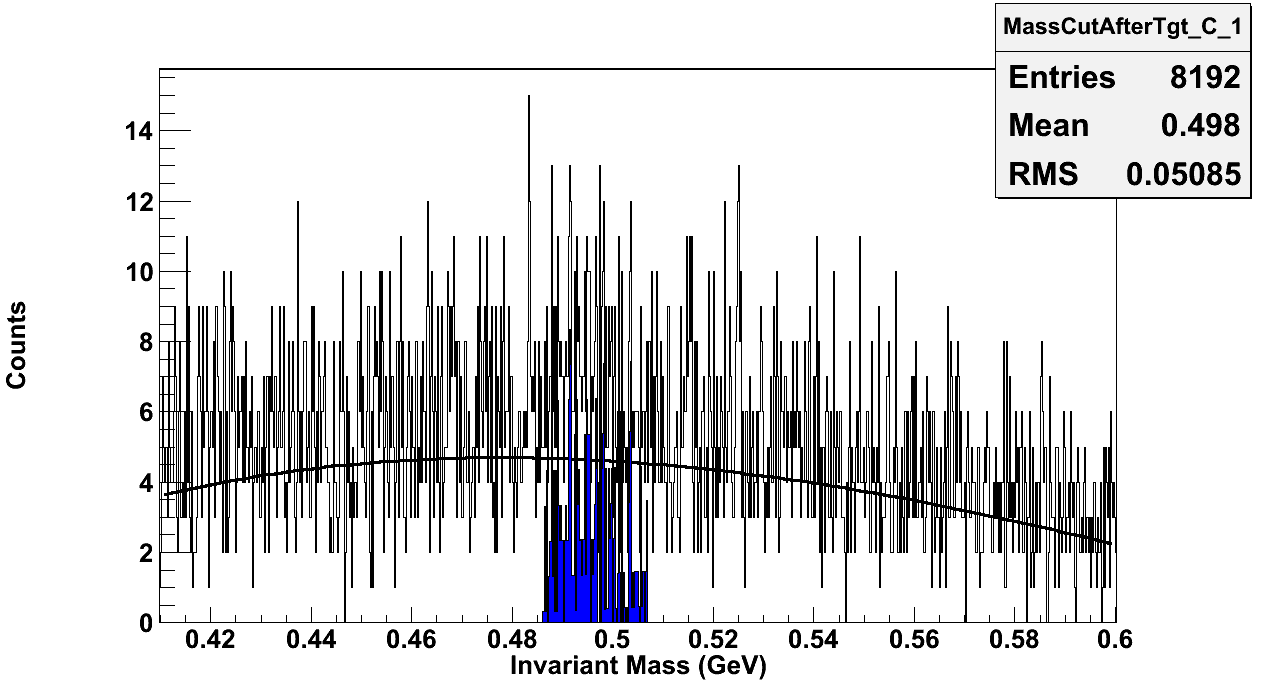 MassCutAfterTgt_C_1
Entries 8192
Mean 0.498
RMS 0.05085
Counts
14
12
10
8
6
4
2
0
0.42 0.44 0.46 0.48 0.5 0.52 0.54 0.56 0.58 0.6
Invariant Mass (GeV)